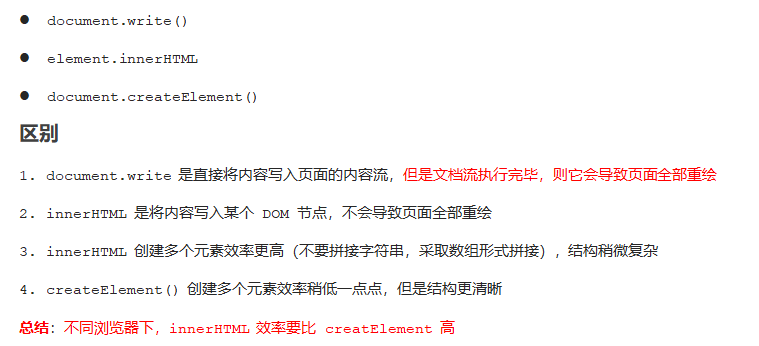 ● document.write()
● element.innerHTML
● document.createElement()
区别
1. document.write 是直接将内容写入页面的内容流，但是文档流执行完毕，则它会导致页面全部重绘
2. innerHTML 是将内容写入某个 DOM 节点，不会导致页面全部重绘
3. innerHTML 创建多个元素效率更高（不要拼接字符串，采取数组形式拼接），结构稍微复杂
4. createElement() 创建多个元素效率稍低一点点，但是结构更清晰
总结：不同浏览器下，innerHTML 效率要比 creatElement 高